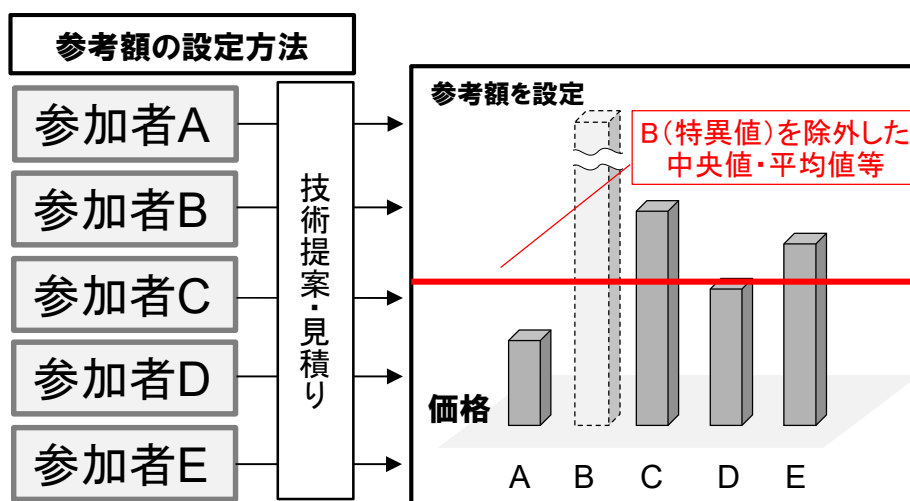 参考額の設定方法
参加者A
参加者B
参加者C
参加者D
参加者E
技術提案・見積り
参考額を設定
B(特異値)を除外した
中央値・平均値等
価格
A B C D E